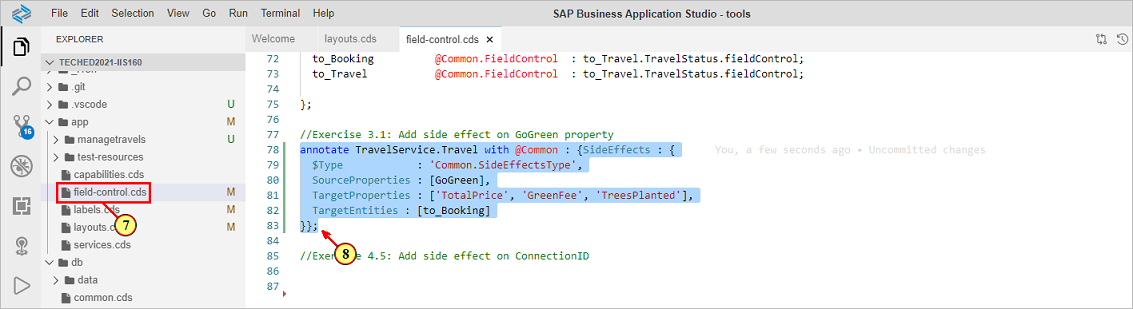 File Edit Selection View Go Run Terminal Help SAP Business Application Studio - tools
EXPLORER
Welcome layouts.cds field-control.cds ×
TECHED2021-IIS160
.git
.vscode U
app
managetravels U
test-resources
capabilities.cds
field-control.cds M
labels.cds M
7
services.cds
db
data
common.cds
16
72 to_Booking @Common.FieldControl : to_Travel.TravelStatus.fieldControl;
73 to_Travel @Common.FieldControl : to_Travel.TravelStatus.fieldControl;
74
75 };
76
77 //Exercise 3.1: Add side effect on GoGreen property
78 annotate TravelService.Travel with @Common : {SideEffects : { You, a few seconds ago • Uncommitted changes
79 $Type : 'Common.SideEffectsType',
80 SourceProperties : [GoGreen],
81 TargetProperties : ['TotalPrice', 'GreenFee', 'TreesPlanted'],
82 TargetEntities : [to_Booking]
83 }};
84
8
85 4.5: Add side effect on ConnectionID
86
87